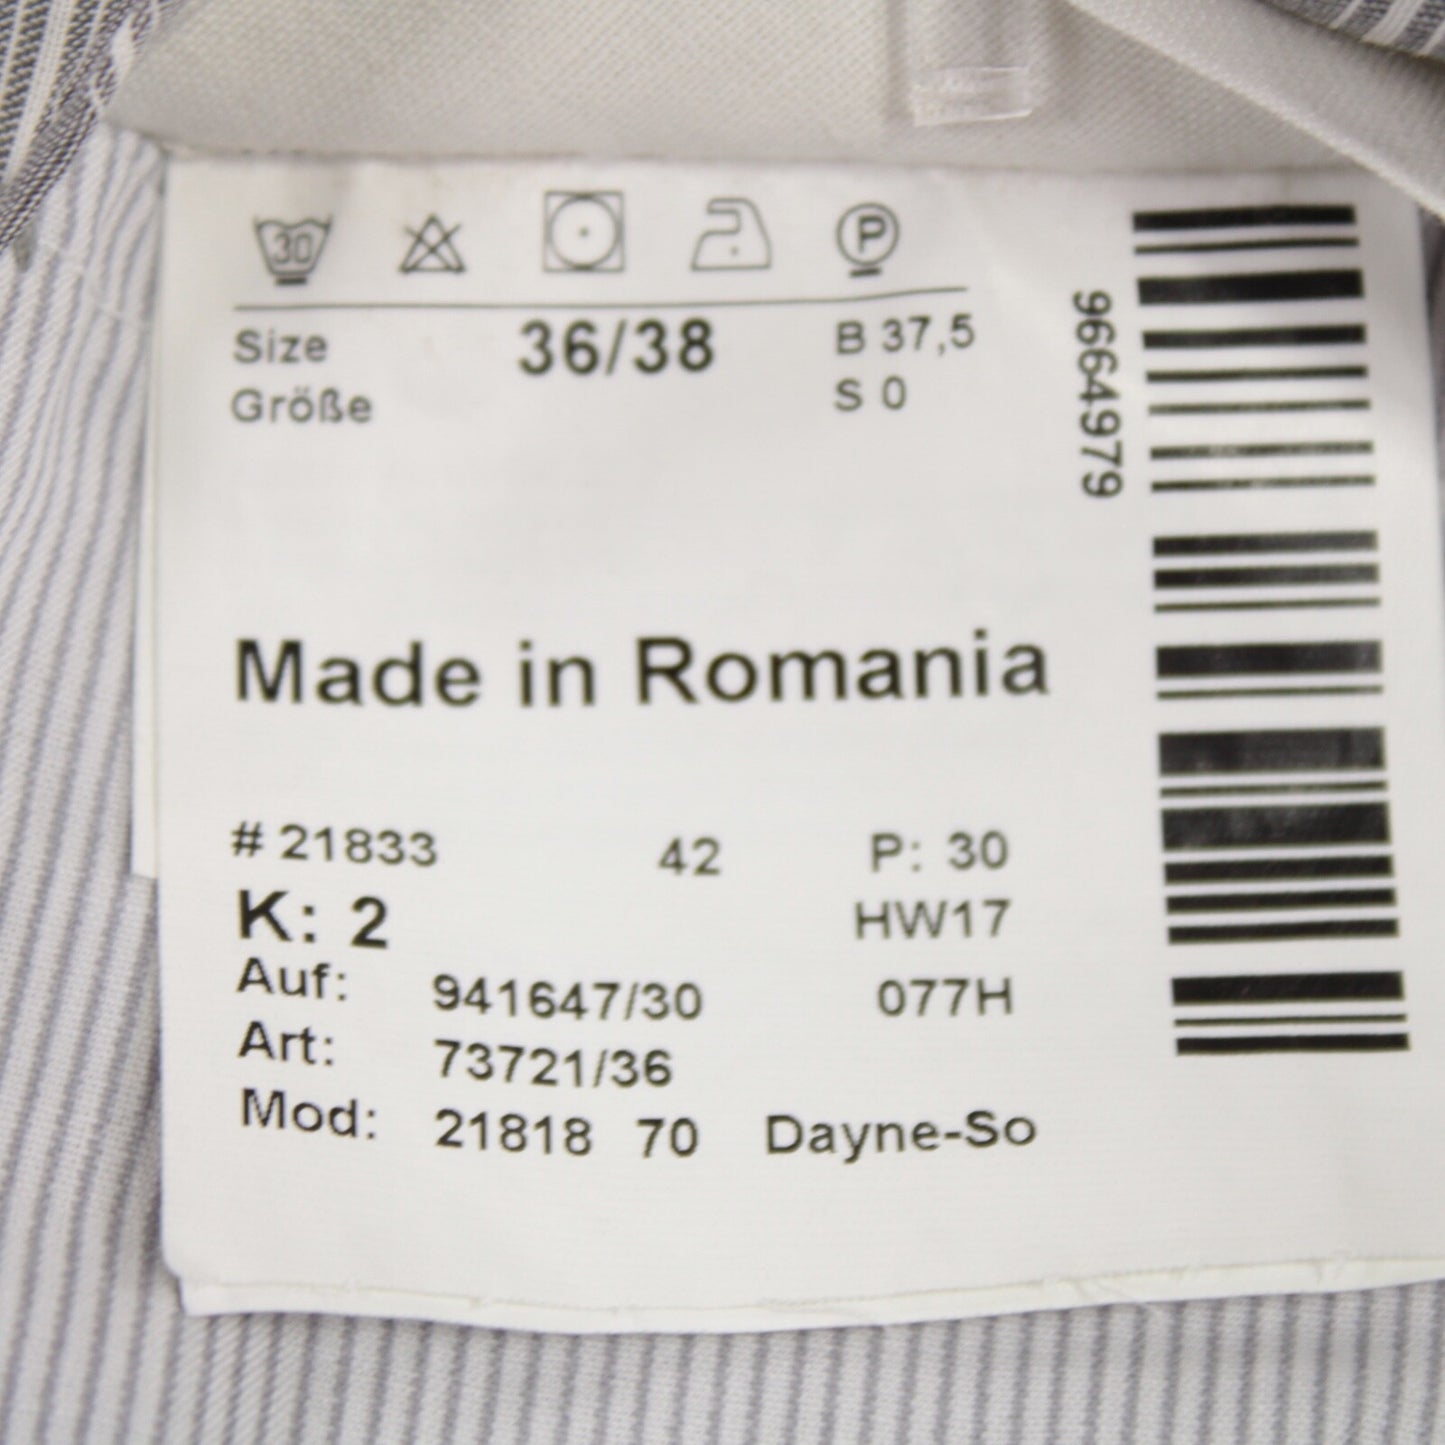 30 P
Size 36/38 B 37,5
Größe S 0
9664979
Made in Romania
# 21833 42 P: 30
K: 2 HW17
Auf: 941647/30 077H
Art: 73721/36
Mod: 21818 70 Dayne-So